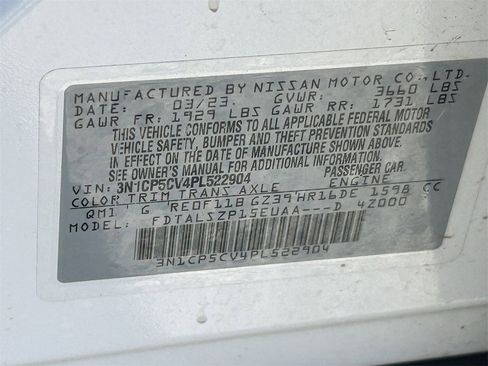 MANUFACTURED BY NISSAN MOTOR CO., LTD.
DATE: 03/23. GVWR: 3660 LBS
GAWR FR: 1929 LBS GAWR RR: 1731 LBS
THIS VEHICLE CONFORMS TO ALL APPLICABLE FEDERAL MOTOR
VEHICLE SAFETY, BUMPER AND THEFT PREVENTION STANDARDS
IN EFFECT ON THE DATE OF MANUFACTURE SHOWN ABOVE.
SEE OWNER'S MANUAL FOR ADDITIONAL INFORMATION
VIN: 3N1CP5CV4PL522904 PASSENGER CAR.
COLOR TRIM TRANS AXLE ENGINE
QM1 G RE0F11B GZ39 HR16DE 1598 CC
MODEL: FDTALSZP15EUAA---D 4Z000
3N1CP5CV4PL522904